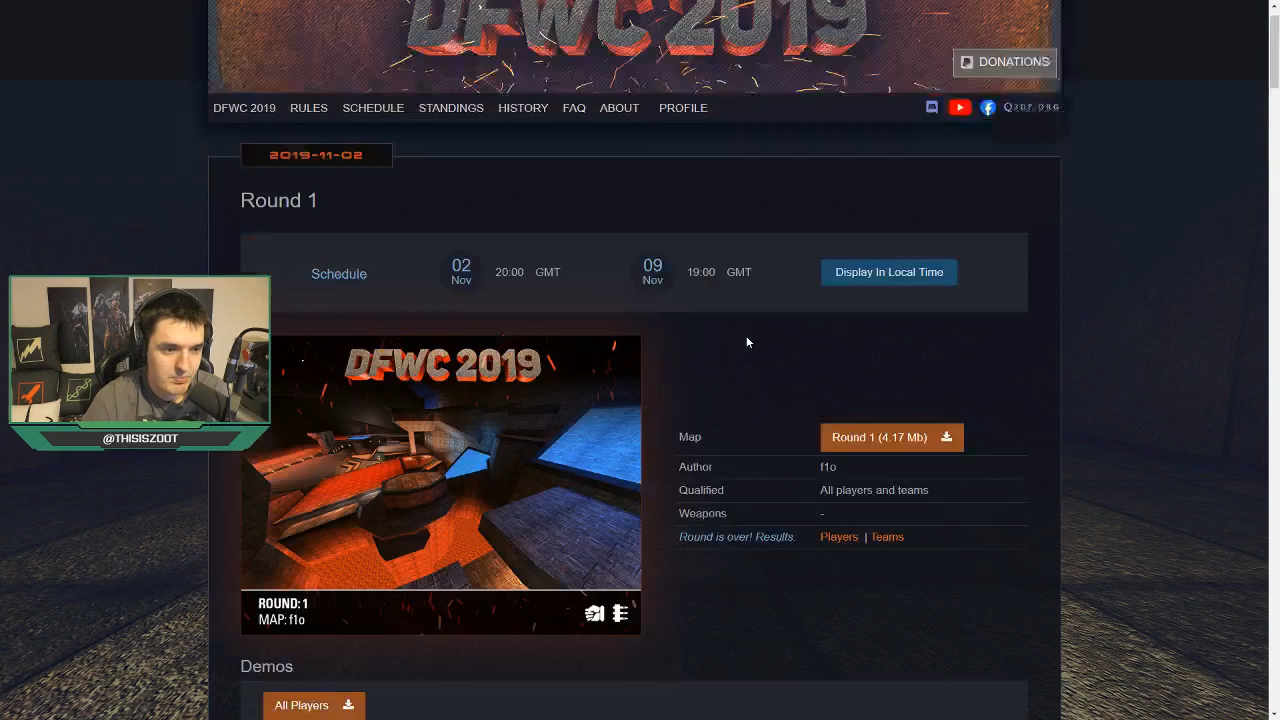 DFWC 2019
DONATIONS
DFWC 2019 RULES SCHEDULE STANDINGS HISTORY FAQ ABOUT PROFILE Q3DF.ORG
2019-11-02
Round 1
Schedule 02 Nov 20:00 GMT 09 Nov 19:00 GMT Display In Local Time
DFWC 2019
Map Round 1 (4.17 Mb)
Author f1o
Qualified All players and teams
Weapons -
Round is over! Results: Players | Teams
@THISISZOOT
ROUND: 1
MAP: f1o
Demos
All Players